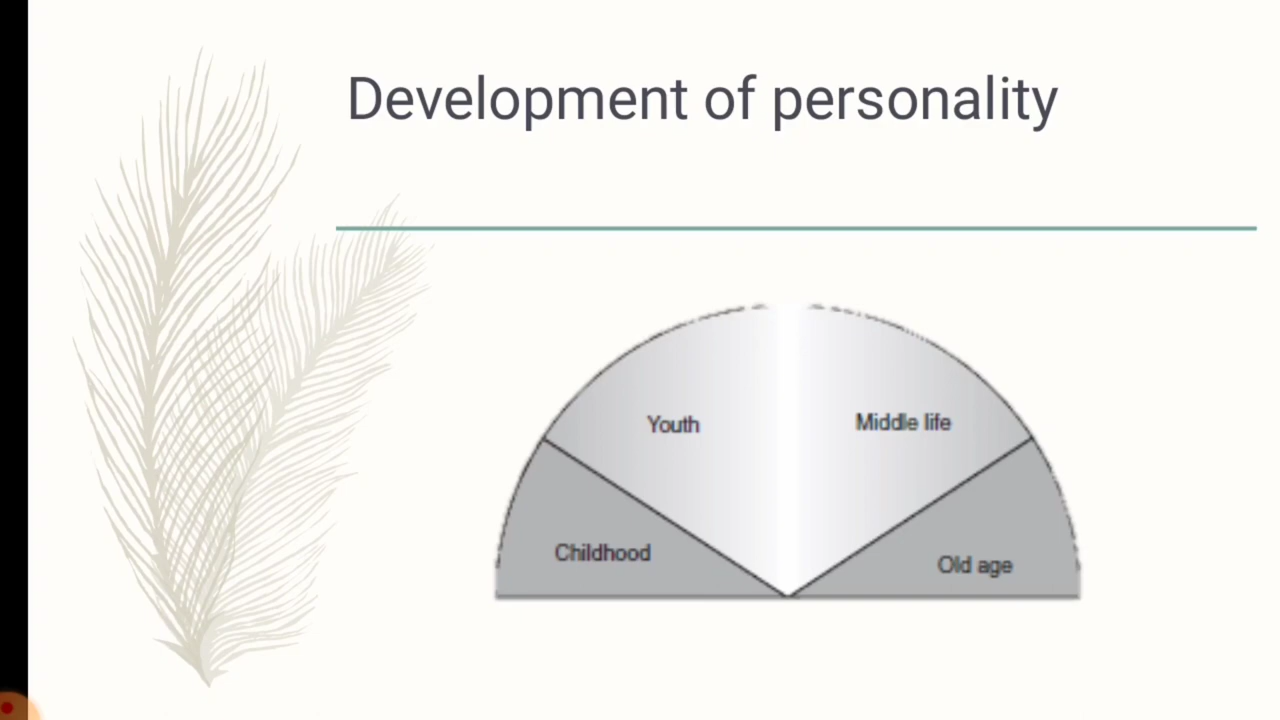 Development of personality
Youth
Middle life
Childhood
Old age